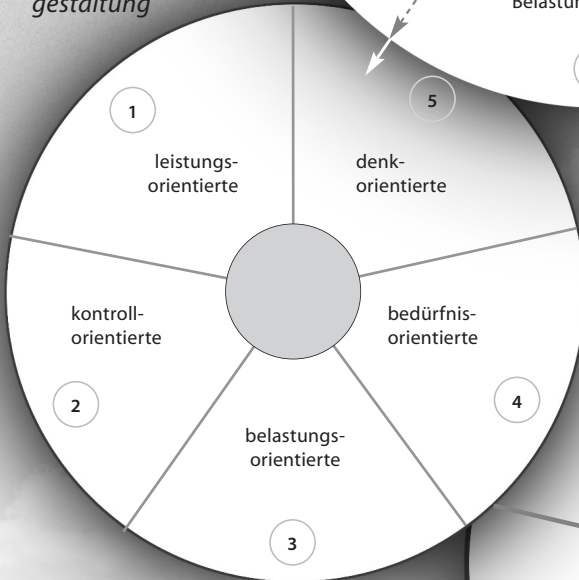 gestaltung
1
leistungs-
orientierte
5
denk-
orientierte
kontroll-
orientierte
2
bedürfnis-
orientierte
4
belastungs-
orientierte
3